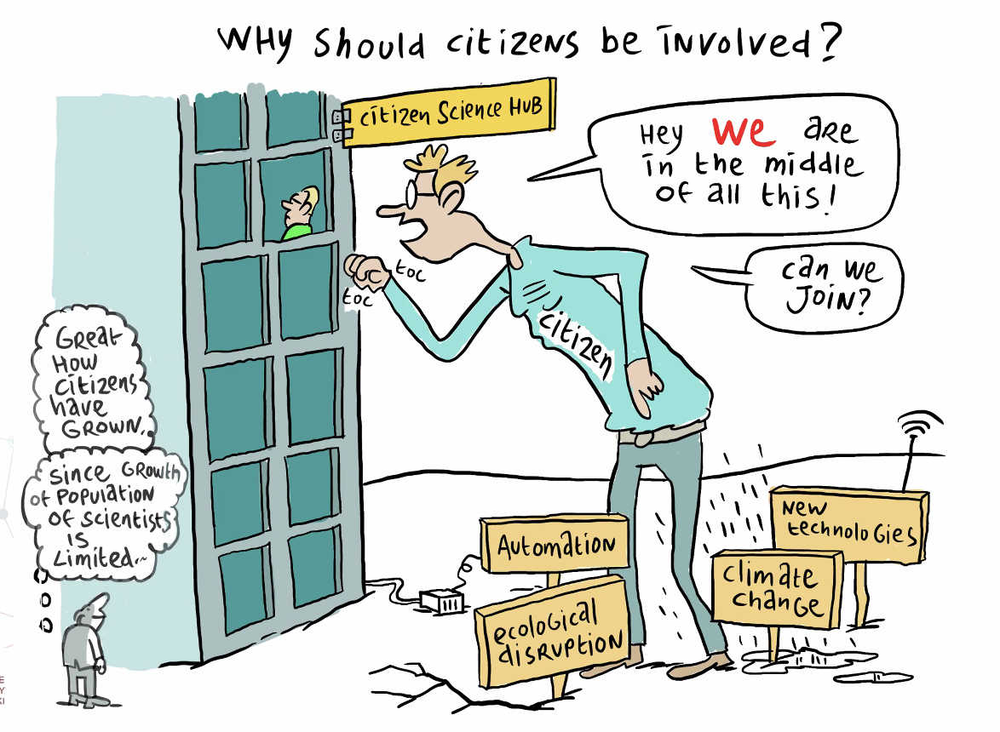 WHY should citizens be involved?
citizen Science HUB
Hey we are
in the middle
of all this!
can we
JOIN?
toc
toc
citizen
GReat
HOW
citizens
have
GROWN..
Since GROWth
of POPULATION
OF scientists
is
Limited..~
Automation
ecological
disruption
New
technologies
climate
change
E
Y
KI